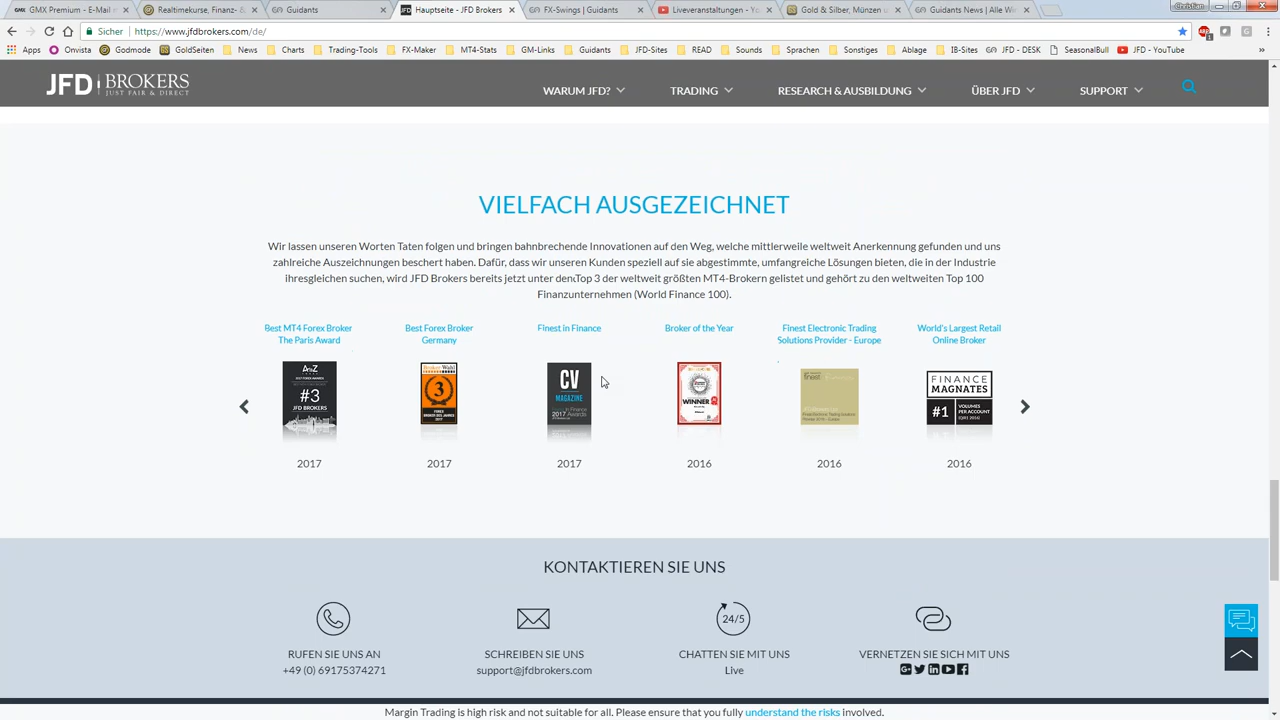 Christian
GMX Premium - E-Mail
Realtimekurse, Finanz- &
Guidants
Hauptseite - JFD Brokers
FX-Swings | Guidants
Liveveranstaltungen - Yo
Gold & Silber, Münzen u
Guidants News | Alle Wi
Sicher
https://www.jfdbrokers.com/de/
Apps Onvista Godmode GoldSeiten News Charts Trading-Tools FX-Maker MT4-Stats GM-Links Guidants JFD-Sites READ Sounds Sprachen Sonstiges Ablage IB-Sites JFD - DESK SeasonalBull JFD - YouTube
JFD BROKERS
JUST FAIR & DIRECT
WARUM JFD? TRADING RESEARCH & AUSBILDUNG ÜBER JFD SUPPORT
VIELFACH AUSGEZEICHNET
Wir lassen unseren Worten Taten folgen und bringen bahnbrechende Innovationen auf den Weg, welche mittlerweile weltweit Anerkennung gefunden und uns
zahlreiche Auszeichnungen beschert haben. Dafür, dass wir unseren Kunden speziell auf sie abgestimmte, umfangreiche Lösungen bieten, die in der Industrie
ihresgleichen suchen, wird JFD Brokers bereits jetzt unter den Top 3 der weltweit größten MT4-Brokern gelistet und gehört zu den weltweiten Top 100
Finanzunternehmen (World Finance 100).
Best MT4 Forex Broker
The Paris Award
Best Forex Broker
Germany
Finest in Finance
Broker of the Year
Finest Electronic Trading
Solutions Provider - Europe
World's Largest Retail
Online Broker
#3
JFD BROKERS
3
CV
MAGAZINE
in Finance
2017 Awards
WINNER
FINANCE
MAGNATES
#1
VOLUMES
PER ACCOUNT
2017 2017 2017 2016 2016 2016
KONTAKTIEREN SIE UNS
24/5
RUFEN SIE UNS AN
+49 (0) 69175374271
SCHREIBEN SIE UNS
support@jfdbrokers.com
CHATTEN SIE MIT UNS
Live
VERNETZEN SIE SICH MIT UNS
Margin Trading is high risk and not suitable for all. Please ensure that you fully understand the risks involved.